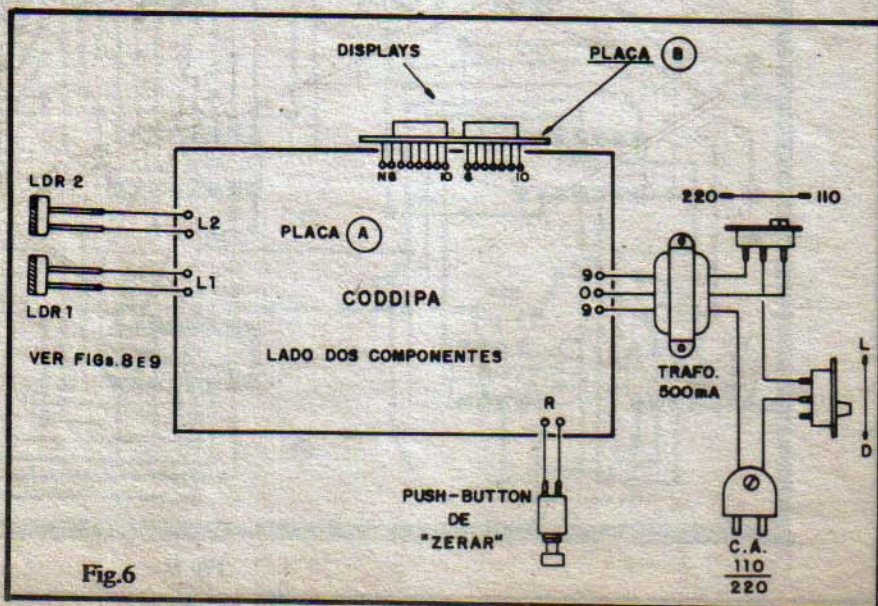 DISPLAYS
PLACA B
N6 10 6 10
LDR 2
L2
L1
LDR 1
VER FIGs. 8 E 9
PLACA A
CODDIPA
LADO DOS COMPONENTES
9
0
9
220 110
TRAFO.
500mA
L
D
R
PUSH-BUTTON
DE
"ZERAR"
C.A.
110
220
Fig.6